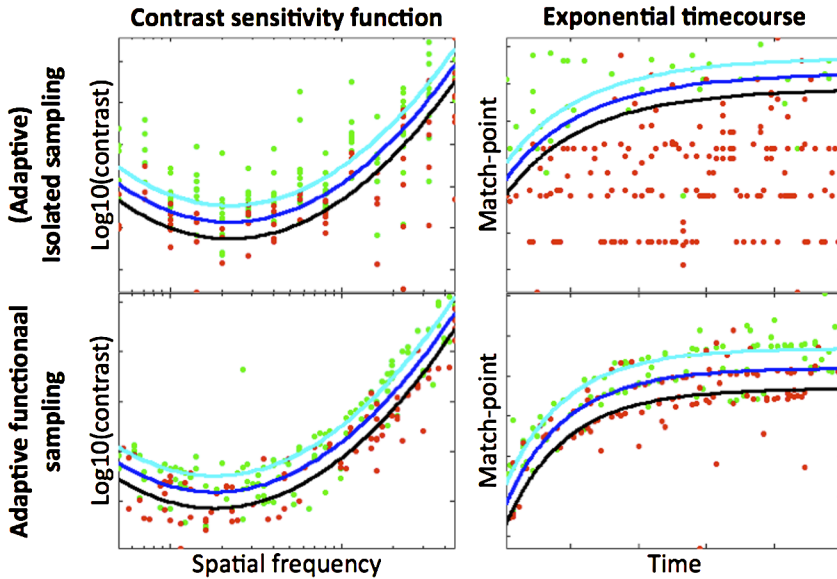 Contrast sensitivity function
Exponential timecourse
(Adaptive)
Isolated sampling
Log10(contrast)
Match-point
Adaptive functionaal
sampling
Log10(contrast)
Match-point
Spatial frequency
Time